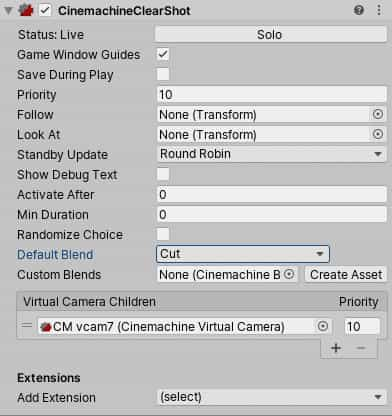 CinemachineClearShot
Status: Live Solo
Game Window Guides
Save During Play
Priority 10
Follow None (Transform)
Look At None (Transform)
Standby Update Round Robin
Show Debug Text
Activate After 0
Min Duration 0
Randomize Choice
Default Blend Cut
Custom Blends None (Cinemachine B Create Asset
Virtual Camera Children Priority
CM vcam7 (Cinemachine Virtual Camera) 10
+ −
Extensions
Add Extension (select)